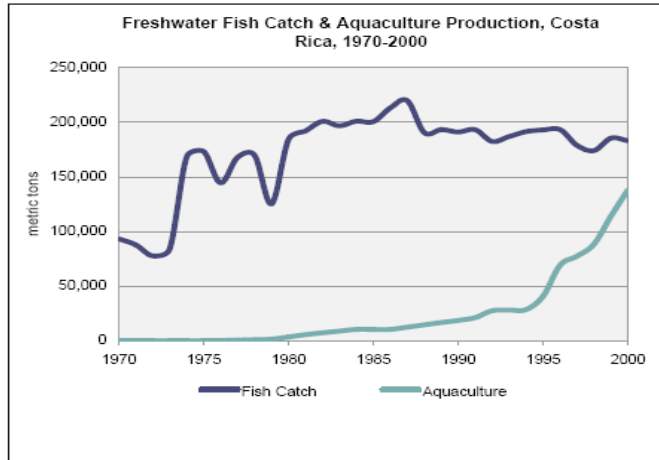 Freshwater Fish Catch & Aquaculture Production, Costa
Rica, 1970-2000
250,000
200,000
150,000
100,000
50,000
0
metric tons
1970 1975 1980 1985 1990 1995 2000
Fish Catch Aquaculture